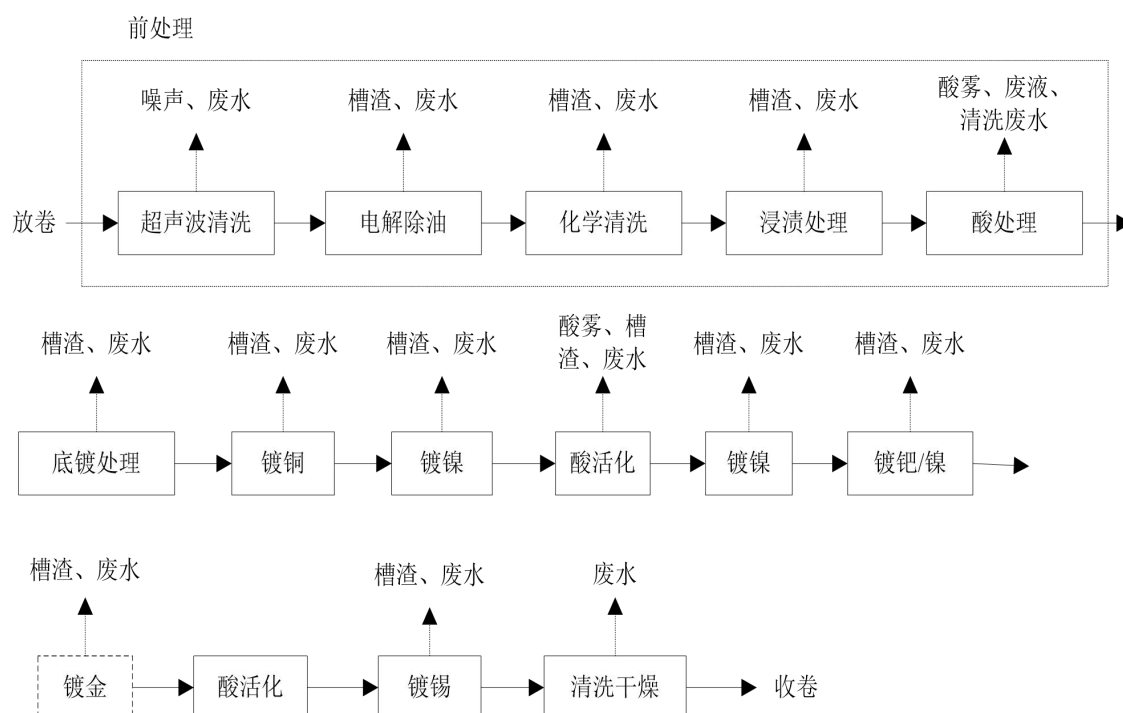 前处理
噪声、废水
槽渣、废水
槽渣、废水
槽渣、废水
酸雾、废液、
清洗废水
放卷
超声波清洗
电解除油
化学清洗
浸渍处理
酸处理
槽渣、废水
槽渣、废水
槽渣、废水
酸雾、槽
渣、废水
槽渣、废水
槽渣、废水
底镀处理
镀铜
镀镍
酸活化
镀镍
镀钯/镍
槽渣、废水
槽渣、废水
废水
镀金
酸活化
镀锡
清洗干燥
收卷